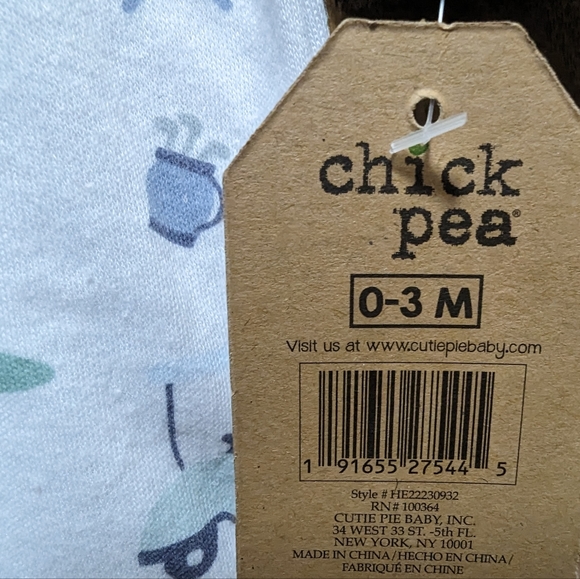 chick
pea®
0-3 M
Visit us at www.cutiepiebaby.com
1 91655 27544 5
Style # HE22230932
RN# 100364
CUTIE PIE BABY, INC.
34 WEST 33 ST. -5th FL.
NEW YORK, NY 10001
MADE IN CHINA / HECHO EN CHINA /
FABRIQUÉ EN CHINE